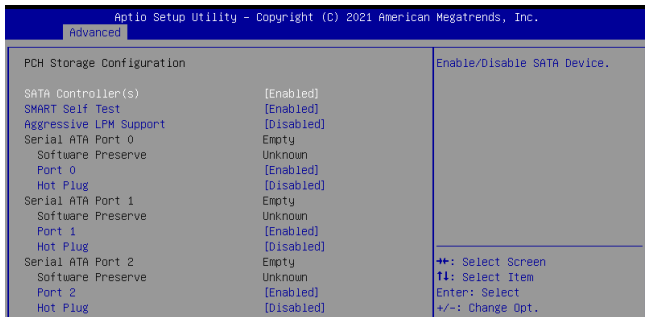 Aptio Setup Utility – Copyright (C) 2021 American Megatrends, Inc.
Advanced
PCH Storage Configuration
Enable/Disable SATA Device.
SATA Controller(s) [Enabled]
SMART Self Test [Enabled]
Aggressive LPM Support [Disabled]
Serial ATA Port 0 Empty
Software Preserve Unknown
Port 0 [Enabled]
Hot Plug [Disabled]
Serial ATA Port 1 Empty
Software Preserve Unknown
Port 1 [Enabled]
Hot Plug [Disabled]
Serial ATA Port 2 Empty
Software Preserve Unknown
Port 2 [Enabled]
Hot Plug [Disabled]
→←: Select Screen
↑↓: Select Item
Enter: Select
+/-: Change Opt.